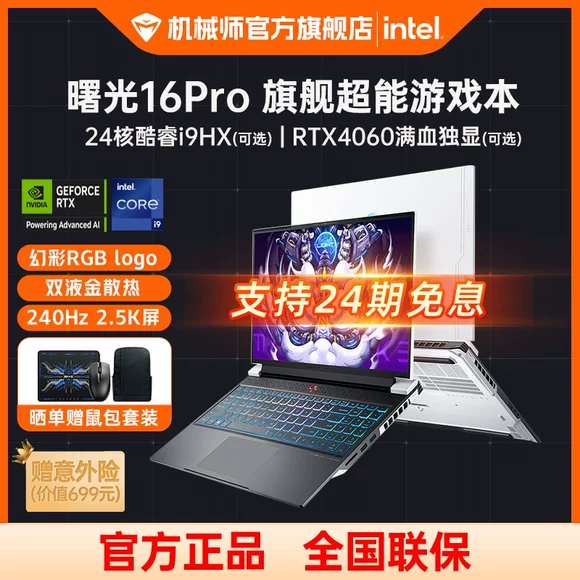 机械师官方旗舰店 | intel.
曙光16Pro 旗舰超能游戏本
24核酷睿i9HX(可选) | RTX4060满血独显(可选)
NVIDIA
GEFORCE RTX
Powering Advanced AI
intel.
CORE
i9
幻彩RGB logo
双液金散热
240Hz 2.5K屏
支持24期免息
晒单赠鼠包套装
赠意外险
(价值699元)
官方正品 全国联保